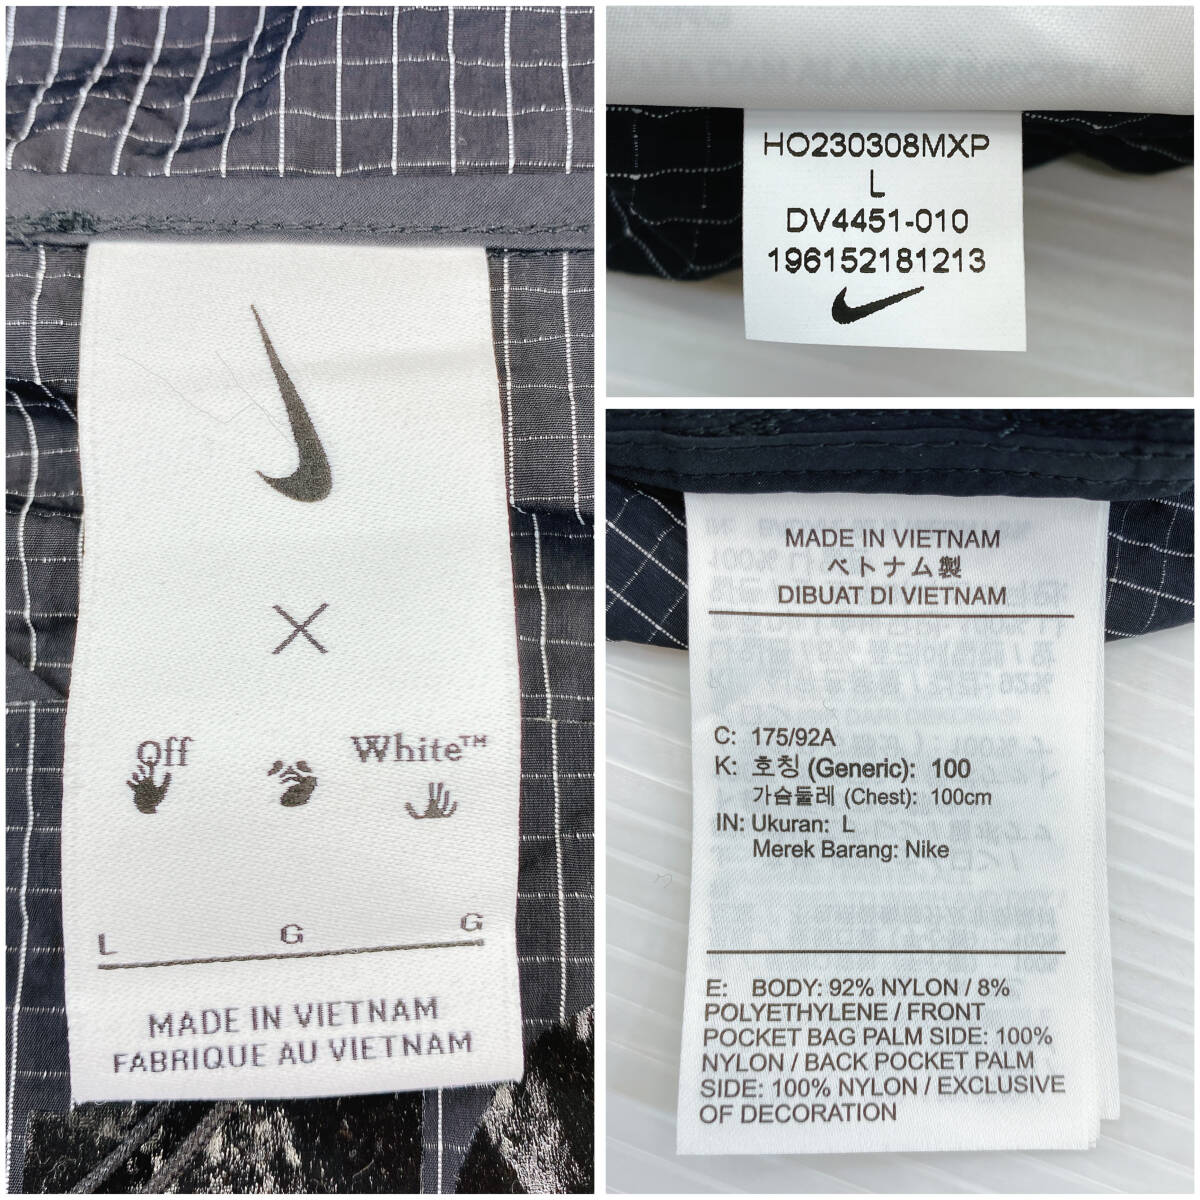 Off White™
L G G
MADE IN VIETNAM
FABRIQUE AU VIETNAM
HO230308MXP
L
DV4451-010
196152181213
MADE IN VIETNAM
ベトナム製
DIBUAT DI VIETNAM
C: 175/92A
K: 호칭 (Generic): 100
가슴둘레 (Chest): 100cm
IN: Ukuran: L
Merek Barang: Nike
E: BODY: 92% NYLON / 8%
POLYETHYLENE / FRONT
POCKET BAG PALM SIDE: 100%
NYLON / BACK POCKET PALM
SIDE: 100% NYLON / EXCLUSIVE
OF DECORATION